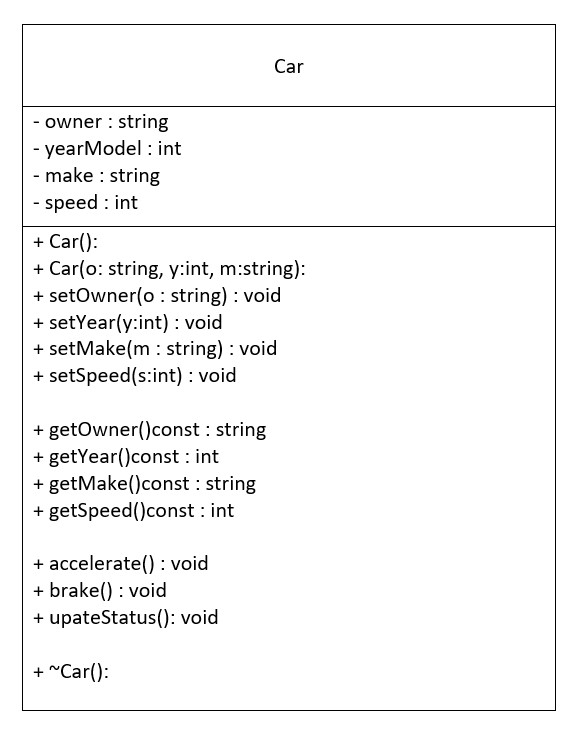 Car
- owner : string
- yearModel : int
- make : string
- speed : int
+ Car():
+ Car(o: string, y:int, m:string):
+ setOwner(o : string) : void
+ setYear(y:int) : void
+ setMake(m : string) : void
+ setSpeed(s:int) : void
+ getOwner()const : string
+ getYear()const : int
+ getMake()const : string
+ getSpeed()const : int
+ accelerate() : void
+ brake() : void
+ upateStatus(): void
+ ~Car():